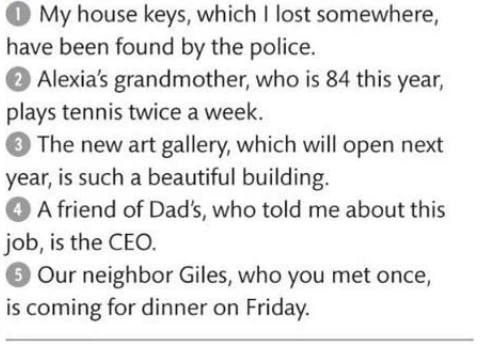 1 My house keys, which I lost somewhere,
have been found by the police.
2 Alexia's grandmother, who is 84 this year,
plays tennis twice a week.
3 The new art gallery, which will open next
year, is such a beautiful building.
4 A friend of Dad's, who told me about this
job, is the CEO.
5 Our neighbor Giles, who you met once,
is coming for dinner on Friday.